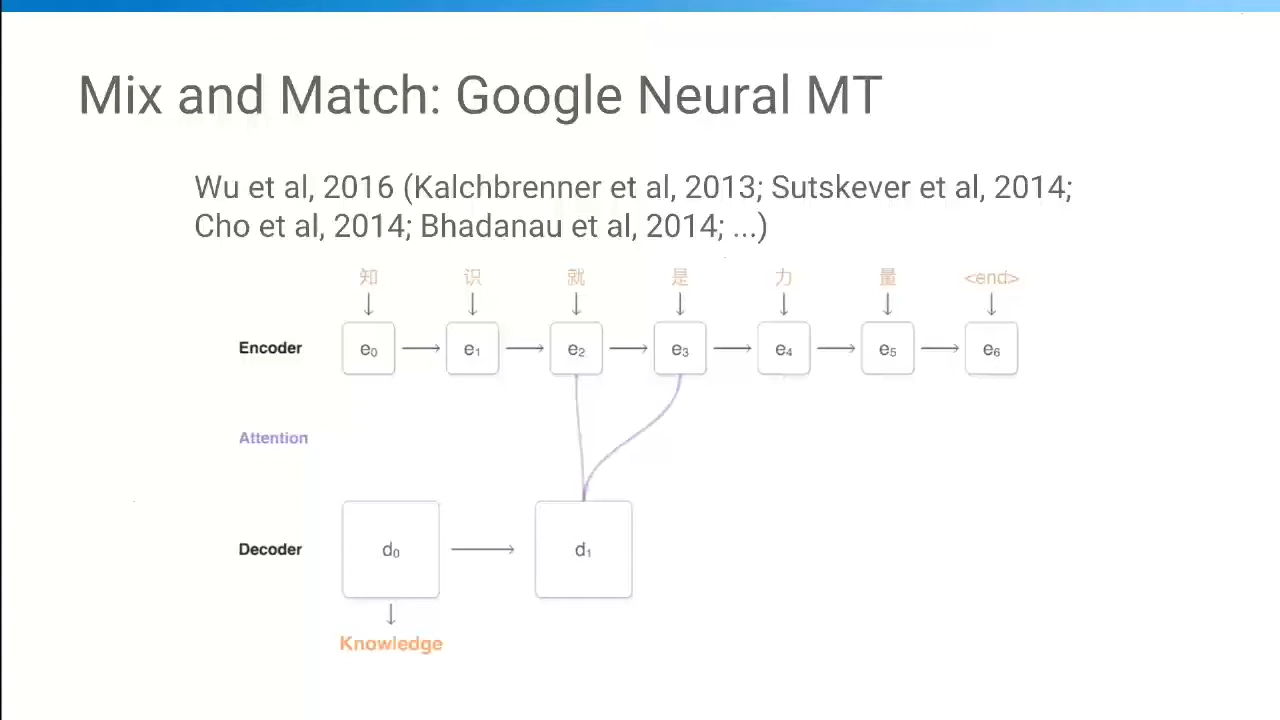 Mix and Match: Google Neural MT
Wu et al, 2016 (Kalchbrenner et al, 2013; Sutskever et al, 2014;
Cho et al, 2014; Bhadanau et al, 2014; ...)
知 识 就 是 力 量 <end>
Encoder e₀ e₁ e₂ e₃ e₄ e₅ e₆
Attention
Decoder d₀ d₁
Knowledge